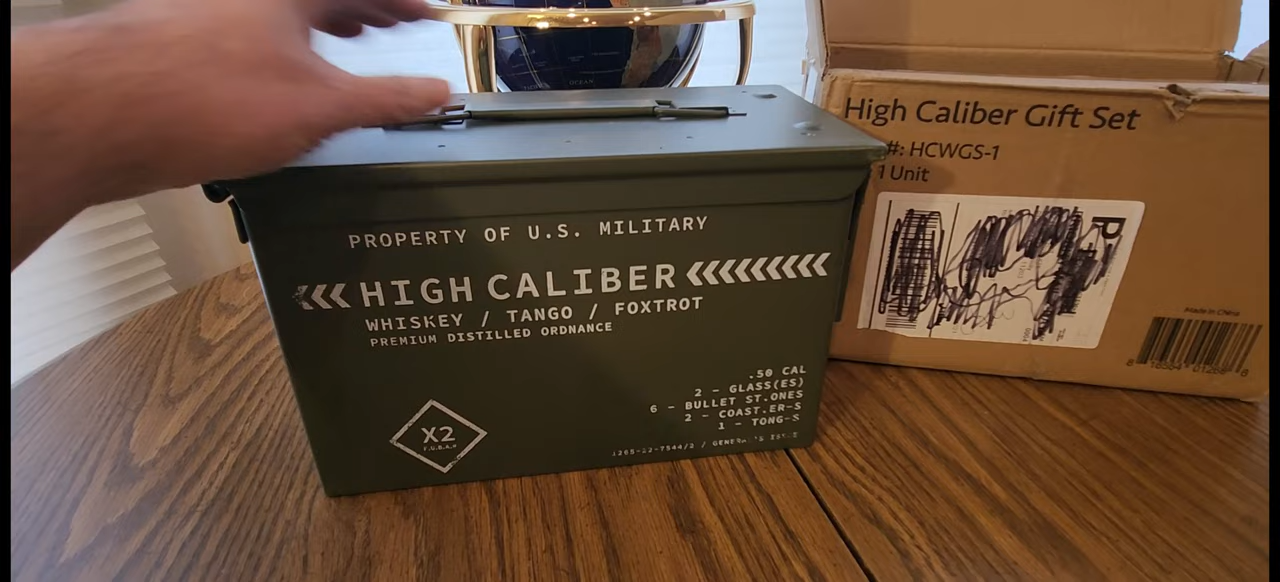 PROPERTY OF U.S. MILITARY
HIGH CALIBER
WHISKEY / TANGO / FOXTROT
PREMIUM DISTILLED ORDNANCE
.50 CAL
2 - GLASS(ES)
6 - BULLET ST.ONES
2 - COAST.ER-S
1 - TONG-S
X2
F.U.B.A.R
OCEAN
High Caliber Gift Set
#: HCWGS-1
1 Unit
Made in China